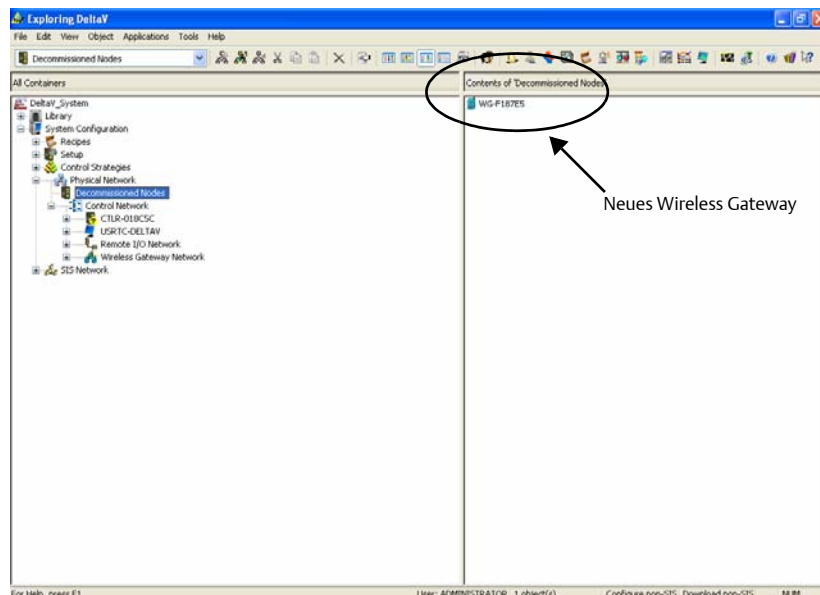 Exploring DeltaV
File Edit View Object Applications Tools Help
Decommissioned Nodes
All Containers
Contents of 'Decommissioned Nodes'
DeltaV_System
Library
System Configuration
Recipes
Setup
Control Strategies
Physical Network
Decommissioned Nodes
Control Network
CTLR-018C5C
USRTC-DELTAV
Remote I/O Network
Wireless Gateway Network
SIS Network
WG-F187E5
Neues Wireless Gateway
For Help, press F1
User: ADMINISTRATOR 1 object(s) Configure non-SIS Download non-SIS NUM